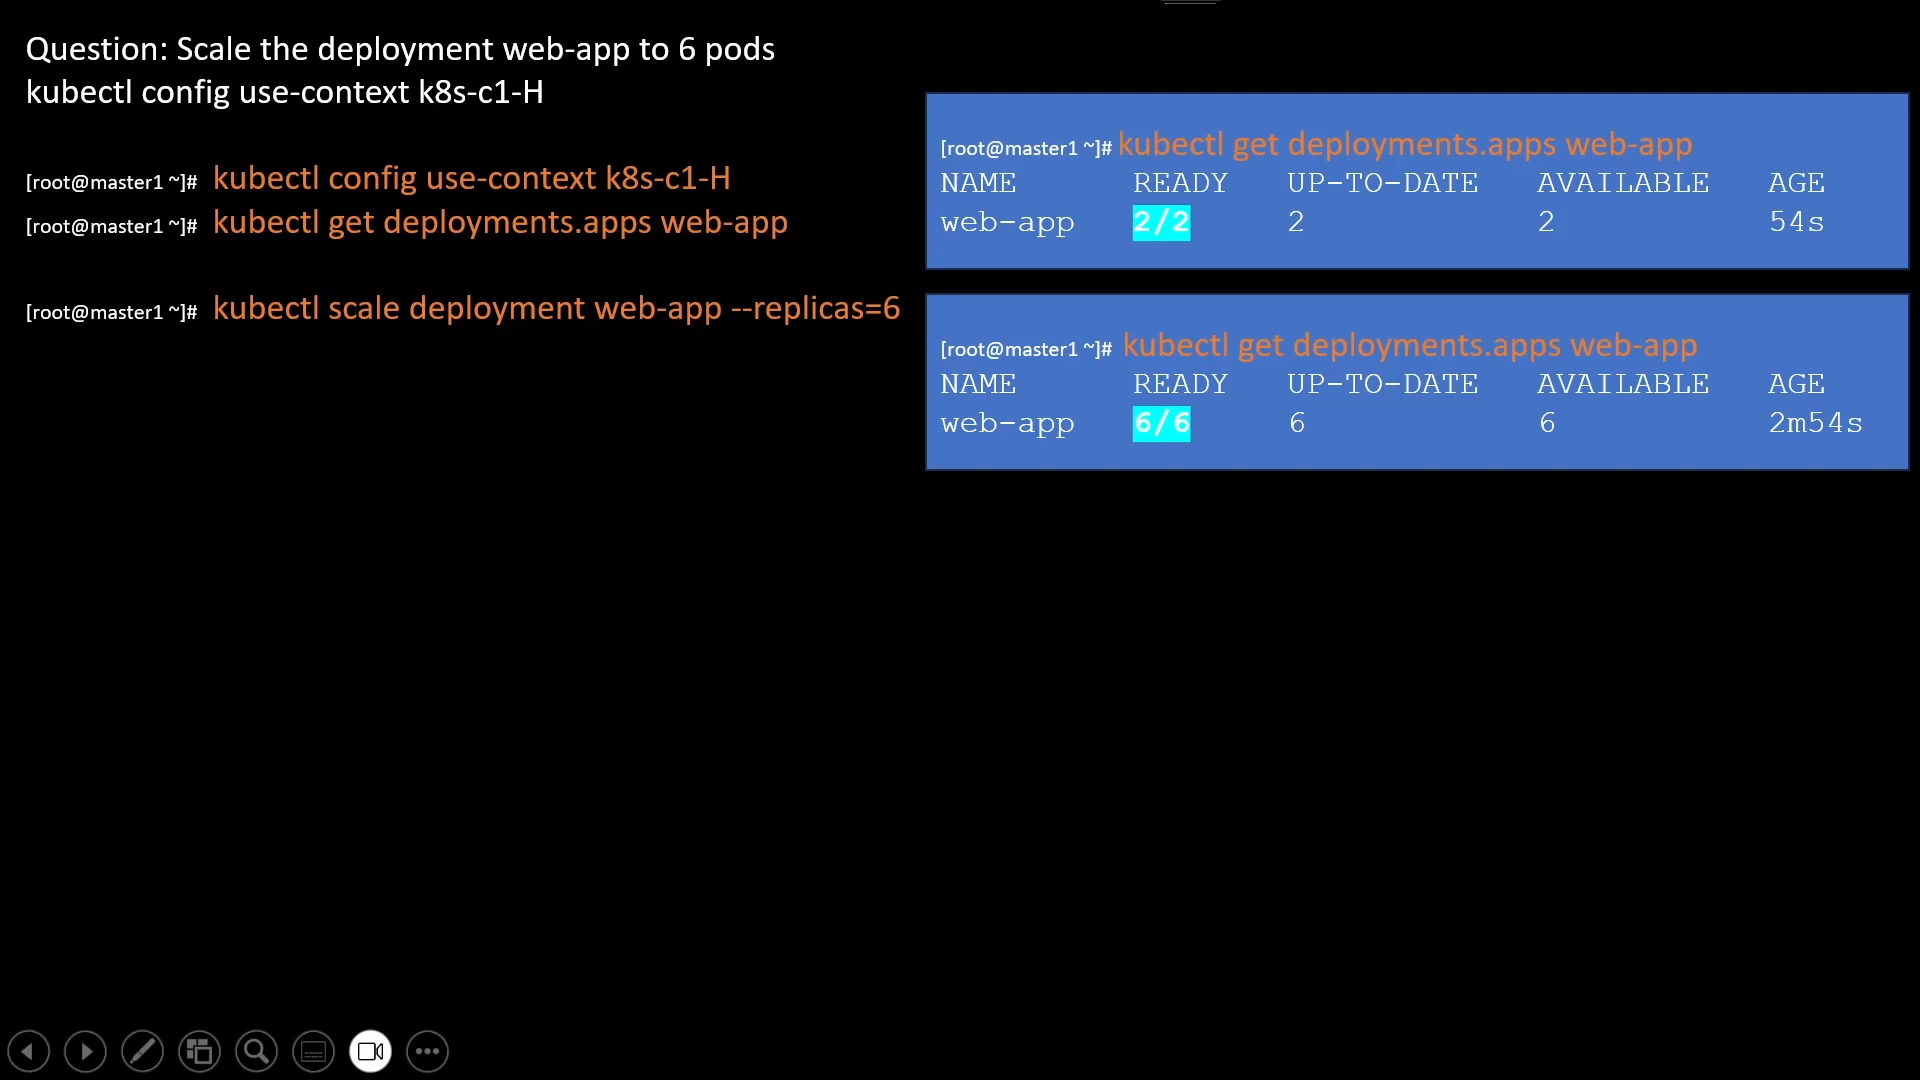 Question: Scale the deployment web-app to 6 pods
kubectl config use-context k8s-c1-H
[root@master1 ~]# kubectl config use-context k8s-c1-H
[root@master1 ~]# kubectl get deployments.apps web-app
[root@master1 ~]# kubectl scale deployment web-app --replicas=6
[root@master1 ~]# kubectl get deployments.apps web-app
NAME READY UP-TO-DATE AVAILABLE AGE
web-app 2/2 2 2 54s
[root@master1 ~]# kubectl get deployments.apps web-app
NAME READY UP-TO-DATE AVAILABLE AGE
web-app 6/6 6 6 2m54s